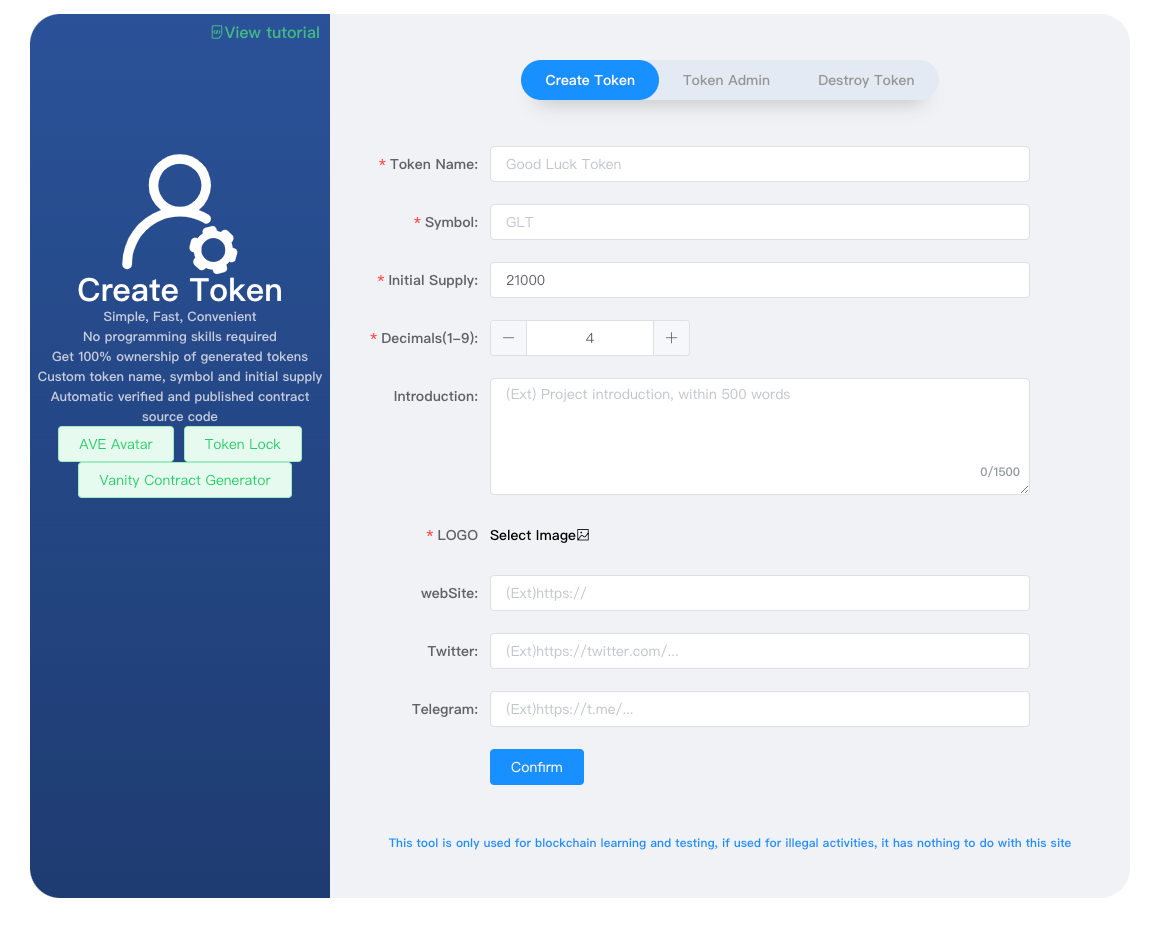 View tutorial
Create Token
Simple, Fast, Convenient
No programming skills required
Get 100% ownership of generated tokens
Custom token name, symbol and initial supply
Automatic verified and published contract
source code
AVE Avatar Token Lock
Vanity Contract Generator
Create Token Token Admin Destroy Token
* Token Name: Good Luck Token
* Symbol: GLT
* Initial Supply: 21000
* Decimals(1-9): 4
Introduction: (Ext) Project introduction, within 500 words
0/1500
* LOGO Select Image
webSite: (Ext)https://
Twitter: (Ext)https://twitter.com/...
Telegram: (Ext)https://t.me/...
Confirm
This tool is only used for blockchain learning and testing, if used for illegal activities, it has nothing to do with this site